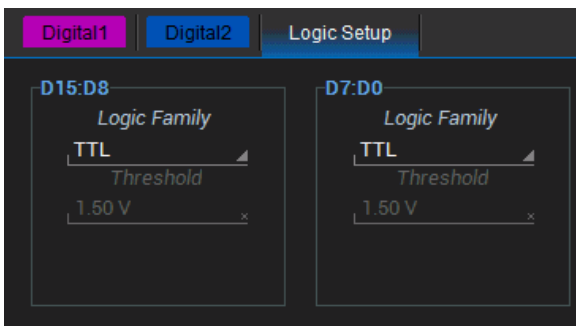 Digital1 Digital2 Logic Setup
D15:D8 D7:D0
Logic Family Logic Family
TTL TTL
Threshold Threshold
1.50 V 1.50 V